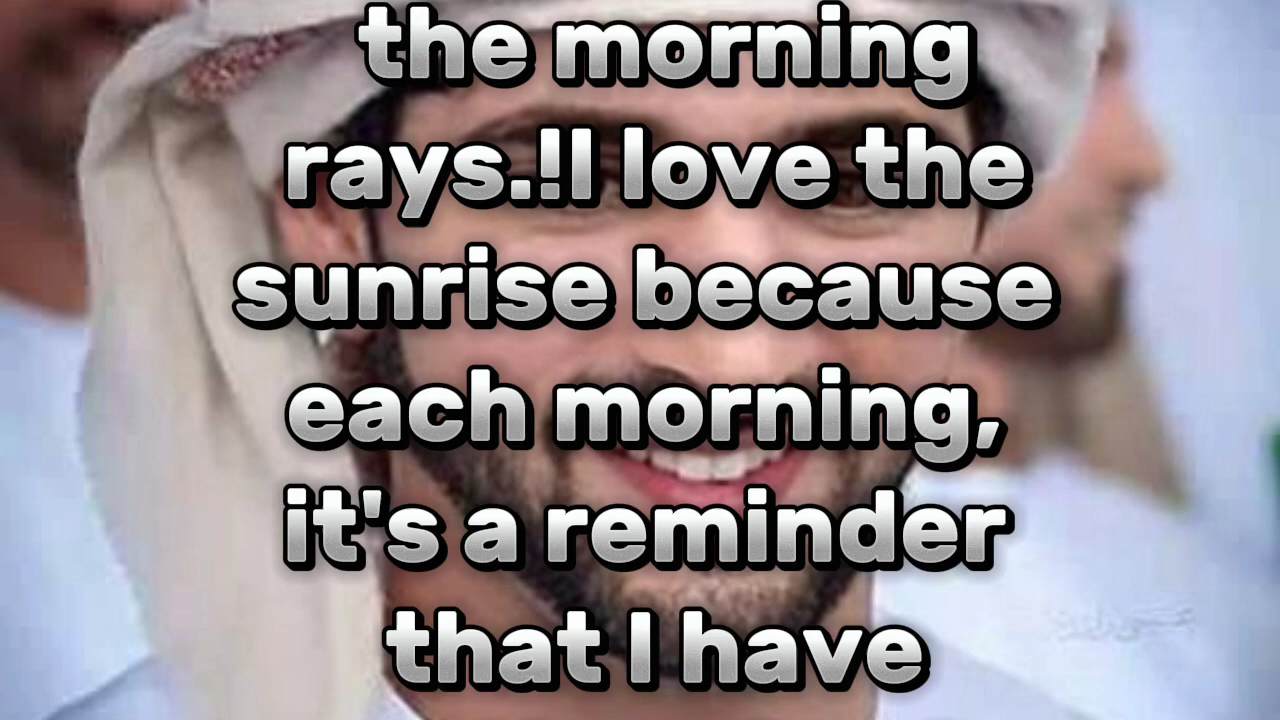 the morning
rays.!I love the
sunrise because
each morning,
it's a reminder
that I have